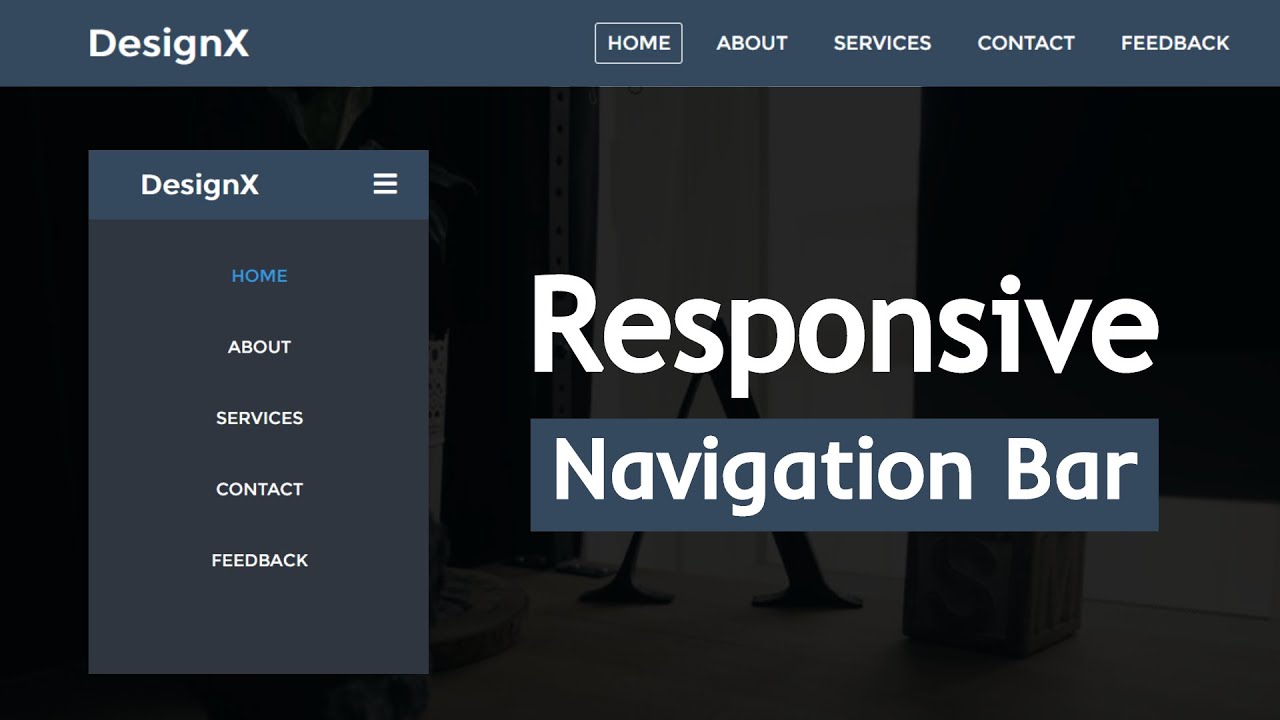 DesignX
HOME ABOUT SERVICES CONTACT FEEDBACK
DesignX
HOME
ABOUT
SERVICES
CONTACT
FEEDBACK
Responsive
Navigation Bar